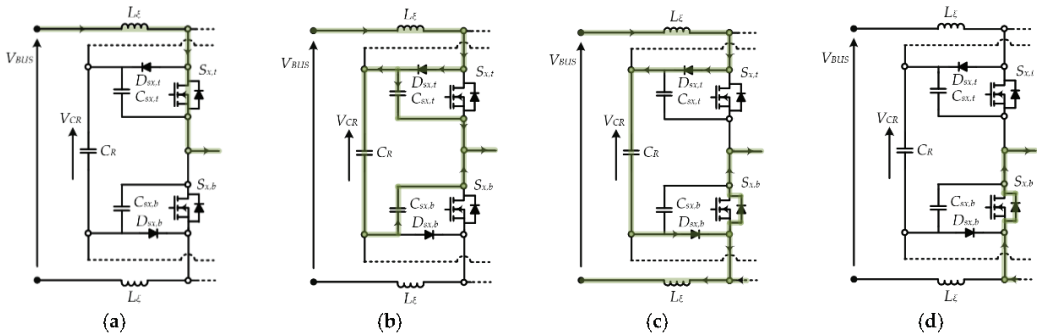 Lξ
VBUS
Sx,t
Dsx,t
Csx,t
VCR
CR
Sx,b
Csx,b
Dsx,b
Lξ
(a)
Lξ
VBUS
Sx,t
Dsx,t
Csx,t
VCR
CR
Sx,b
Csx,b
Dsx,b
Lξ
(b)
Lξ
VBUS
Sx,t
Dsx,t
Csx,t
VCR
CR
Sx,b
Csx,b
Dsx,b
Lξ
(c)
Lξ
VBUS
Sx,t
Dsx,t
Csx,t
VCR
CR
Sx,b
Csx,b
Dsx,b
Lξ
(d)